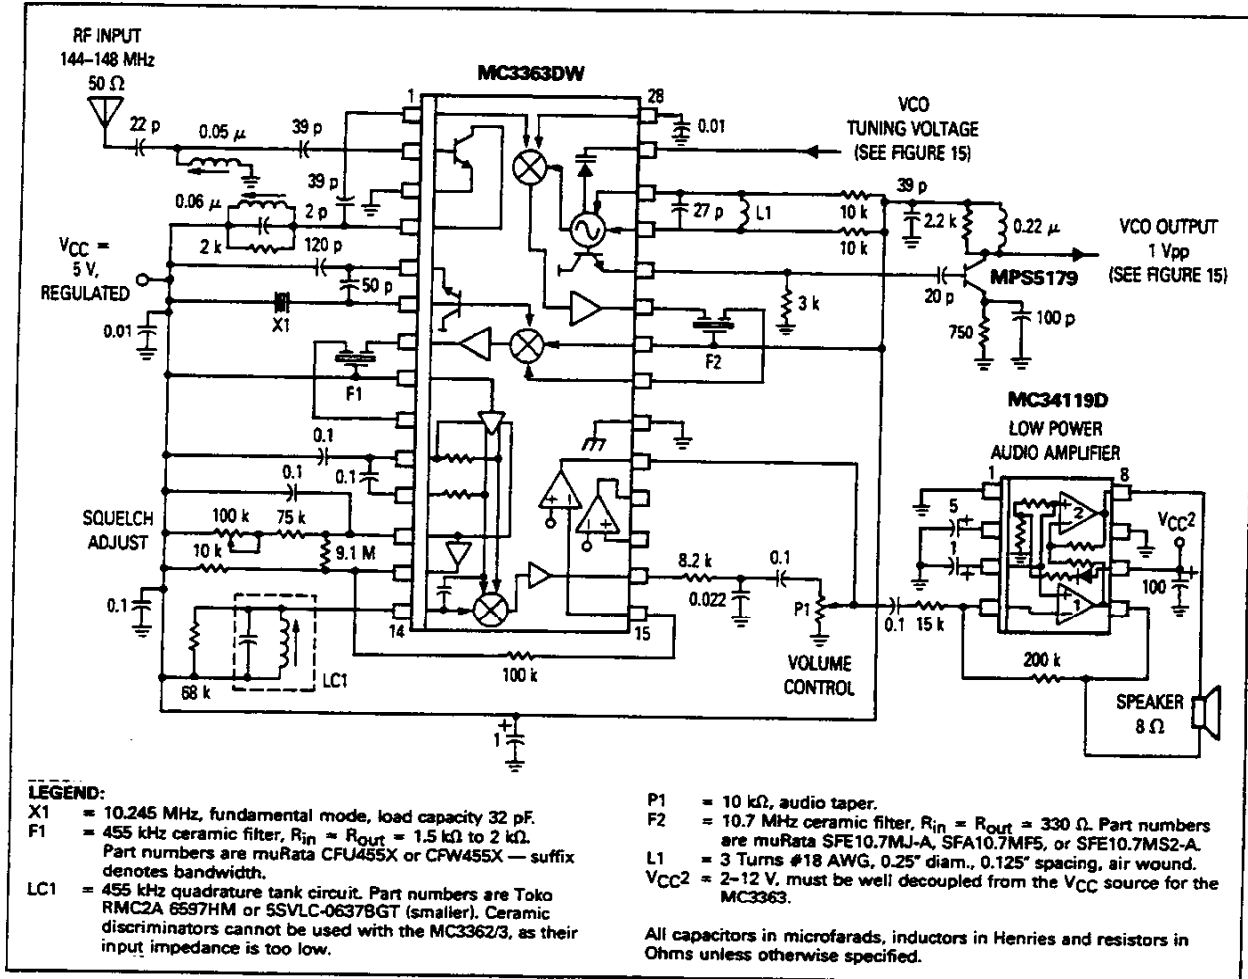 RF INPUT
144–148 MHz
50 Ω
MC3363DW
1
28
22 p
0.05 μ
39 p
0.01
VCO
TUNING VOLTAGE
(SEE FIGURE 15)
39 p
0.06 μ
2 p
2 k
120 p
50 p
27 p
L1
10 k
10 k
39 p
2.2 k
0.22 μ
VCO OUTPUT
1 Vpp
(SEE FIGURE 15)
VCC =
5 V,
REGULATED
MPS5179
20 p
3 k
750
100 p
0.01
X1
F1
F2
MC34119D
LOW POWER
AUDIO AMPLIFIER
1
8
0.1
0.1
0.1
SQUELCH
ADJUST
100 k
75 k
10 k
9.1 M
5
1
2
1
VCC2
100
8.2 k
0.1
0.022
P1
0.1
15 k
0.1
14
15
VOLUME
CONTROL
200 k
68 k
LC1
100 k
SPEAKER
8 Ω
1
LEGEND:
X1 = 10.245 MHz, fundamental mode, load capacity 32 pF.
F1 = 455 kHz ceramic filter, Rin = Rout = 1.5 kΩ to 2 kΩ.
Part numbers are muRata CFU455X or CFW455X — suffix
denotes bandwidth.
LC1 = 455 kHz quadrature tank circuit. Part numbers are Toko
RMC2A 6597HM or 5SVLC-0637BGT (smaller). Ceramic
discriminators cannot be used with the MC3362/3, as their
input impedance is too low.
P1 = 10 kΩ, audio taper.
F2 = 10.7 MHz ceramic filter, Rin = Rout = 330 Ω. Part numbers
are muRata SFE10.7MJ-A, SFA10.7MF5, or SFE10.7MS2-A.
L1 = 3 Turns #18 AWG, 0.25" diam., 0.125" spacing, air wound.
VCC2 = 2–12 V, must be well decoupled from the VCC source for the
MC3363.
All capacitors in microfarads, inductors in Henries and resistors in
Ohms unless otherwise specified.